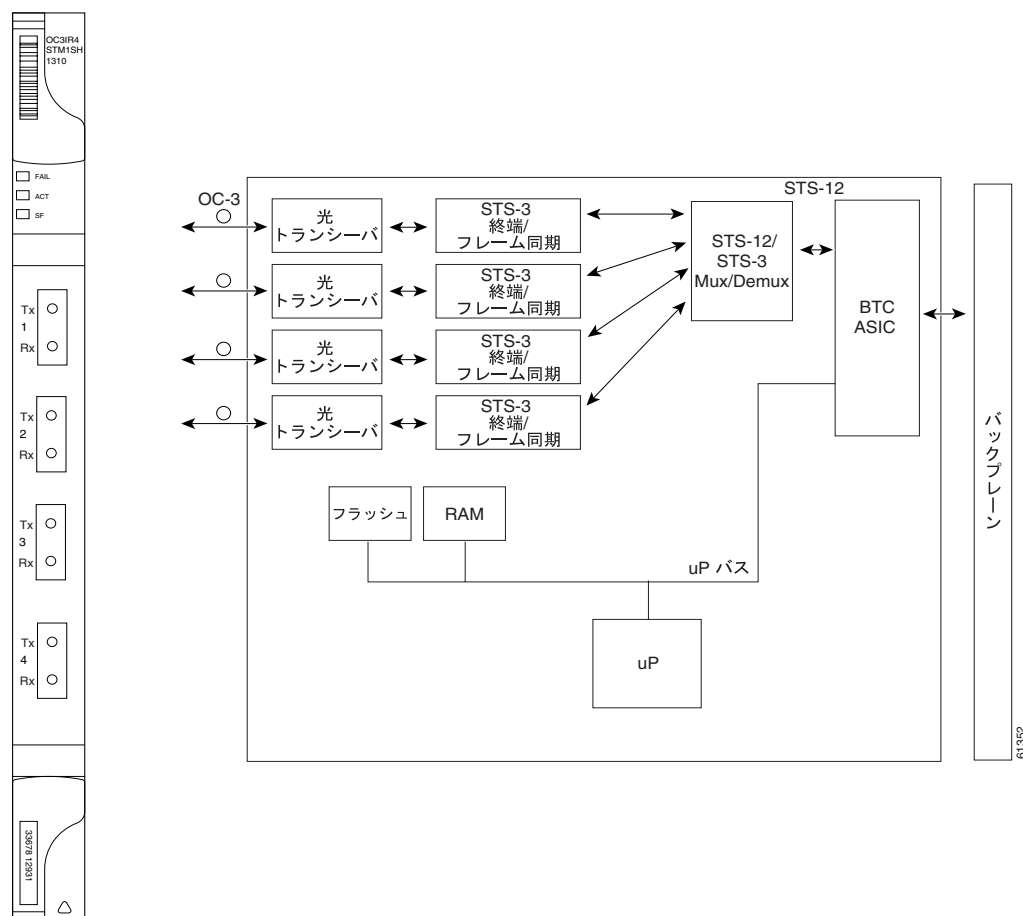 OC3IR4
STM1SH
1310
FAIL
ACT
SF
Tx
1
Rx
Tx
2
Rx
Tx
3
Rx
Tx
4
Rx
33678 12931
OC-3
光
トランシーバ
STS-3
終端/
フレーム同期
光
トランシーバ
STS-3
終端/
フレーム同期
光
トランシーバ
STS-3
終端/
フレーム同期
光
トランシーバ
STS-3
終端/
フレーム同期
STS-12/
STS-3
Mux/Demux
STS-12
BTC
ASIC
フラッシュ
RAM
uP バス
uP
バックプレーン
61352